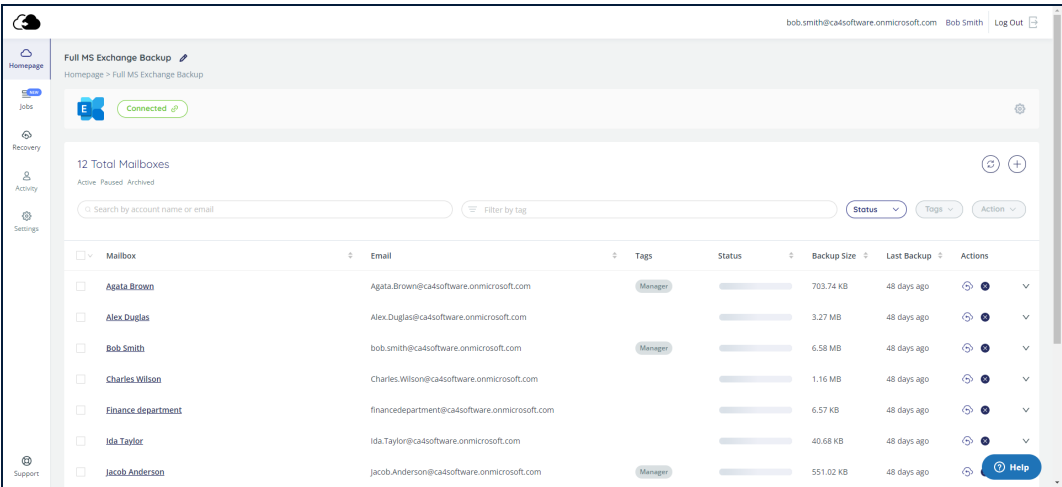 bob.smith@ca4software.onmicrosoft.com Bob Smith Log Out
Homepage
NEW
Jobs
Recovery
Activity
Settings
Support
Full MS Exchange Backup
Homepage > Full MS Exchange Backup
E Connected
12 Total Mailboxes
Active Paused Archived
Search by account name or email Filter by tag Status Tags Action
Mailbox Email Tags Status Backup Size Last Backup Actions
Agata Brown Agata.Brown@ca4software.onmicrosoft.com Manager 703.74 KB 48 days ago
Alex Duglas Alex.Duglas@ca4software.onmicrosoft.com 3.27 MB 48 days ago
Bob Smith bob.smith@ca4software.onmicrosoft.com Manager 6.58 MB 48 days ago
Charles Wilson Charles.Wilson@ca4software.onmicrosoft.com 1.16 MB 48 days ago
Finance department financedepartment@ca4software.onmicrosoft.com 6.57 KB 48 days ago
Ida Taylor Ida.Taylor@ca4software.onmicrosoft.com 40.68 KB 48 days ago
Jacob Anderson Jacob.Anderson@ca4software.onmicrosoft.com Manager 551.02 KB 48 days ago
Help